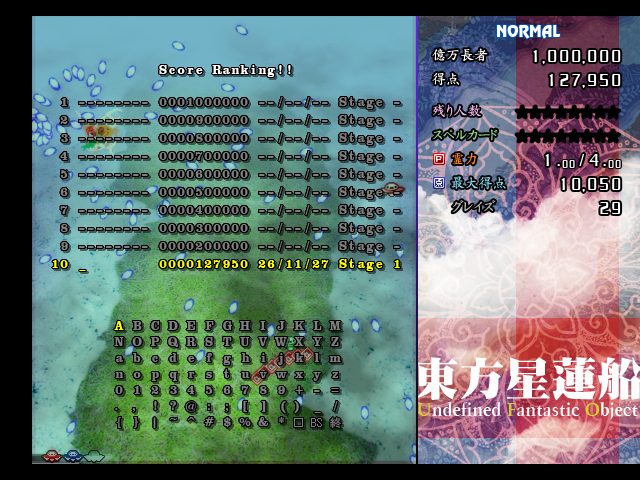 Score Ranking!!
1 -------- 0001000000 --/--/-- Stage -
2 -------- 0000900000 --/--/-- Stage -
3 -------- 0000800000 --/--/-- Stage -
4 -------- 0000700000 --/--/-- Stage -
5 -------- 0000600000 --/--/-- Stage -
6 -------- 0000500000 --/--/-- Stage -
7 -------- 0000400000 --/--/-- Stage -
8 -------- 0000300000 --/--/-- Stage -
9 -------- 0000200000 --/--/-- Stage -
10 _ 0000127950 26/11/27 Stage 1
A B C D E F G H I J K L M
N O P Q R S T U V W X Y Z
a b c d e f g h i j k l m
n o p q r s t u v w x y z
0 1 2 3 4 5 6 7 8 9 + - =
. , ! ? @ : ; [ ] ( ) _ /
{ } | ~ ^ # $ % & * □ BS 終
NORMAL
億万長者 1,000,000
得点 127,950
残り人数
スペルカード
P 霊力 1.00/4.00
点 最大得点 10,050
グレイズ 29
東方星蓮船
Undefined Fantastic Object